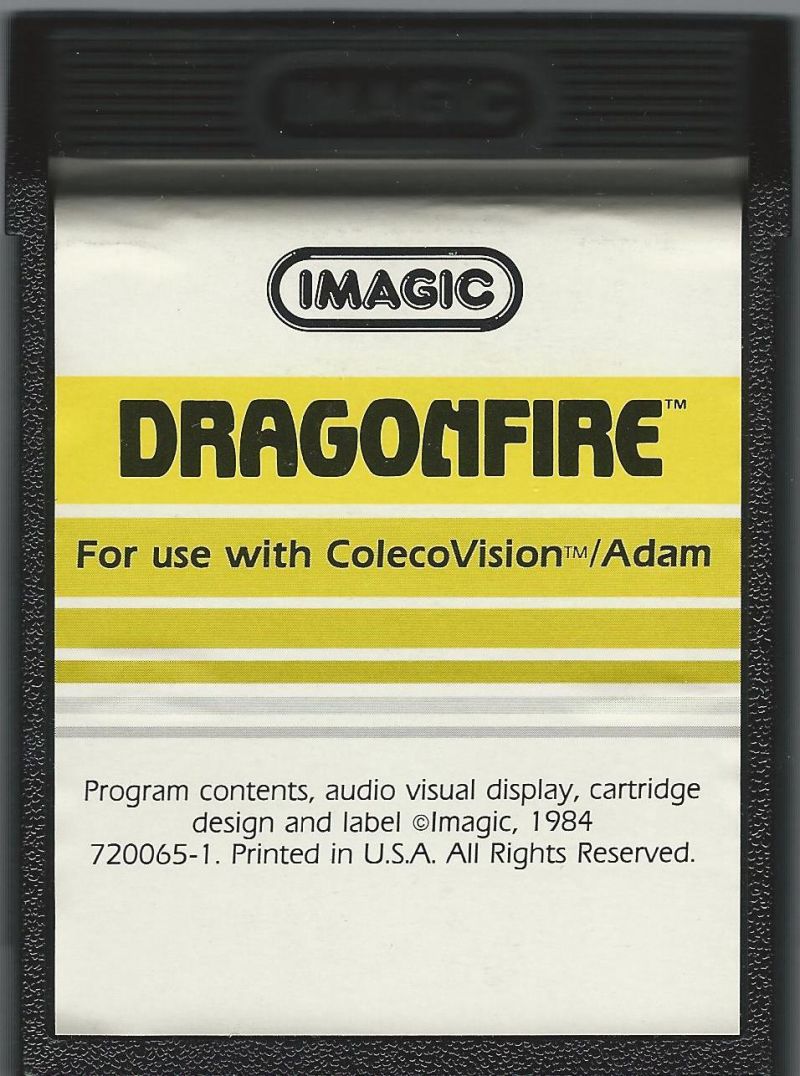 IMAGIC
IMAGIC
DRAGONFIRE™
For use with ColecoVision™/Adam
Program contents, audio visual display, cartridge
design and label ©Imagic, 1984
720065-1. Printed in U.S.A. All Rights Reserved.